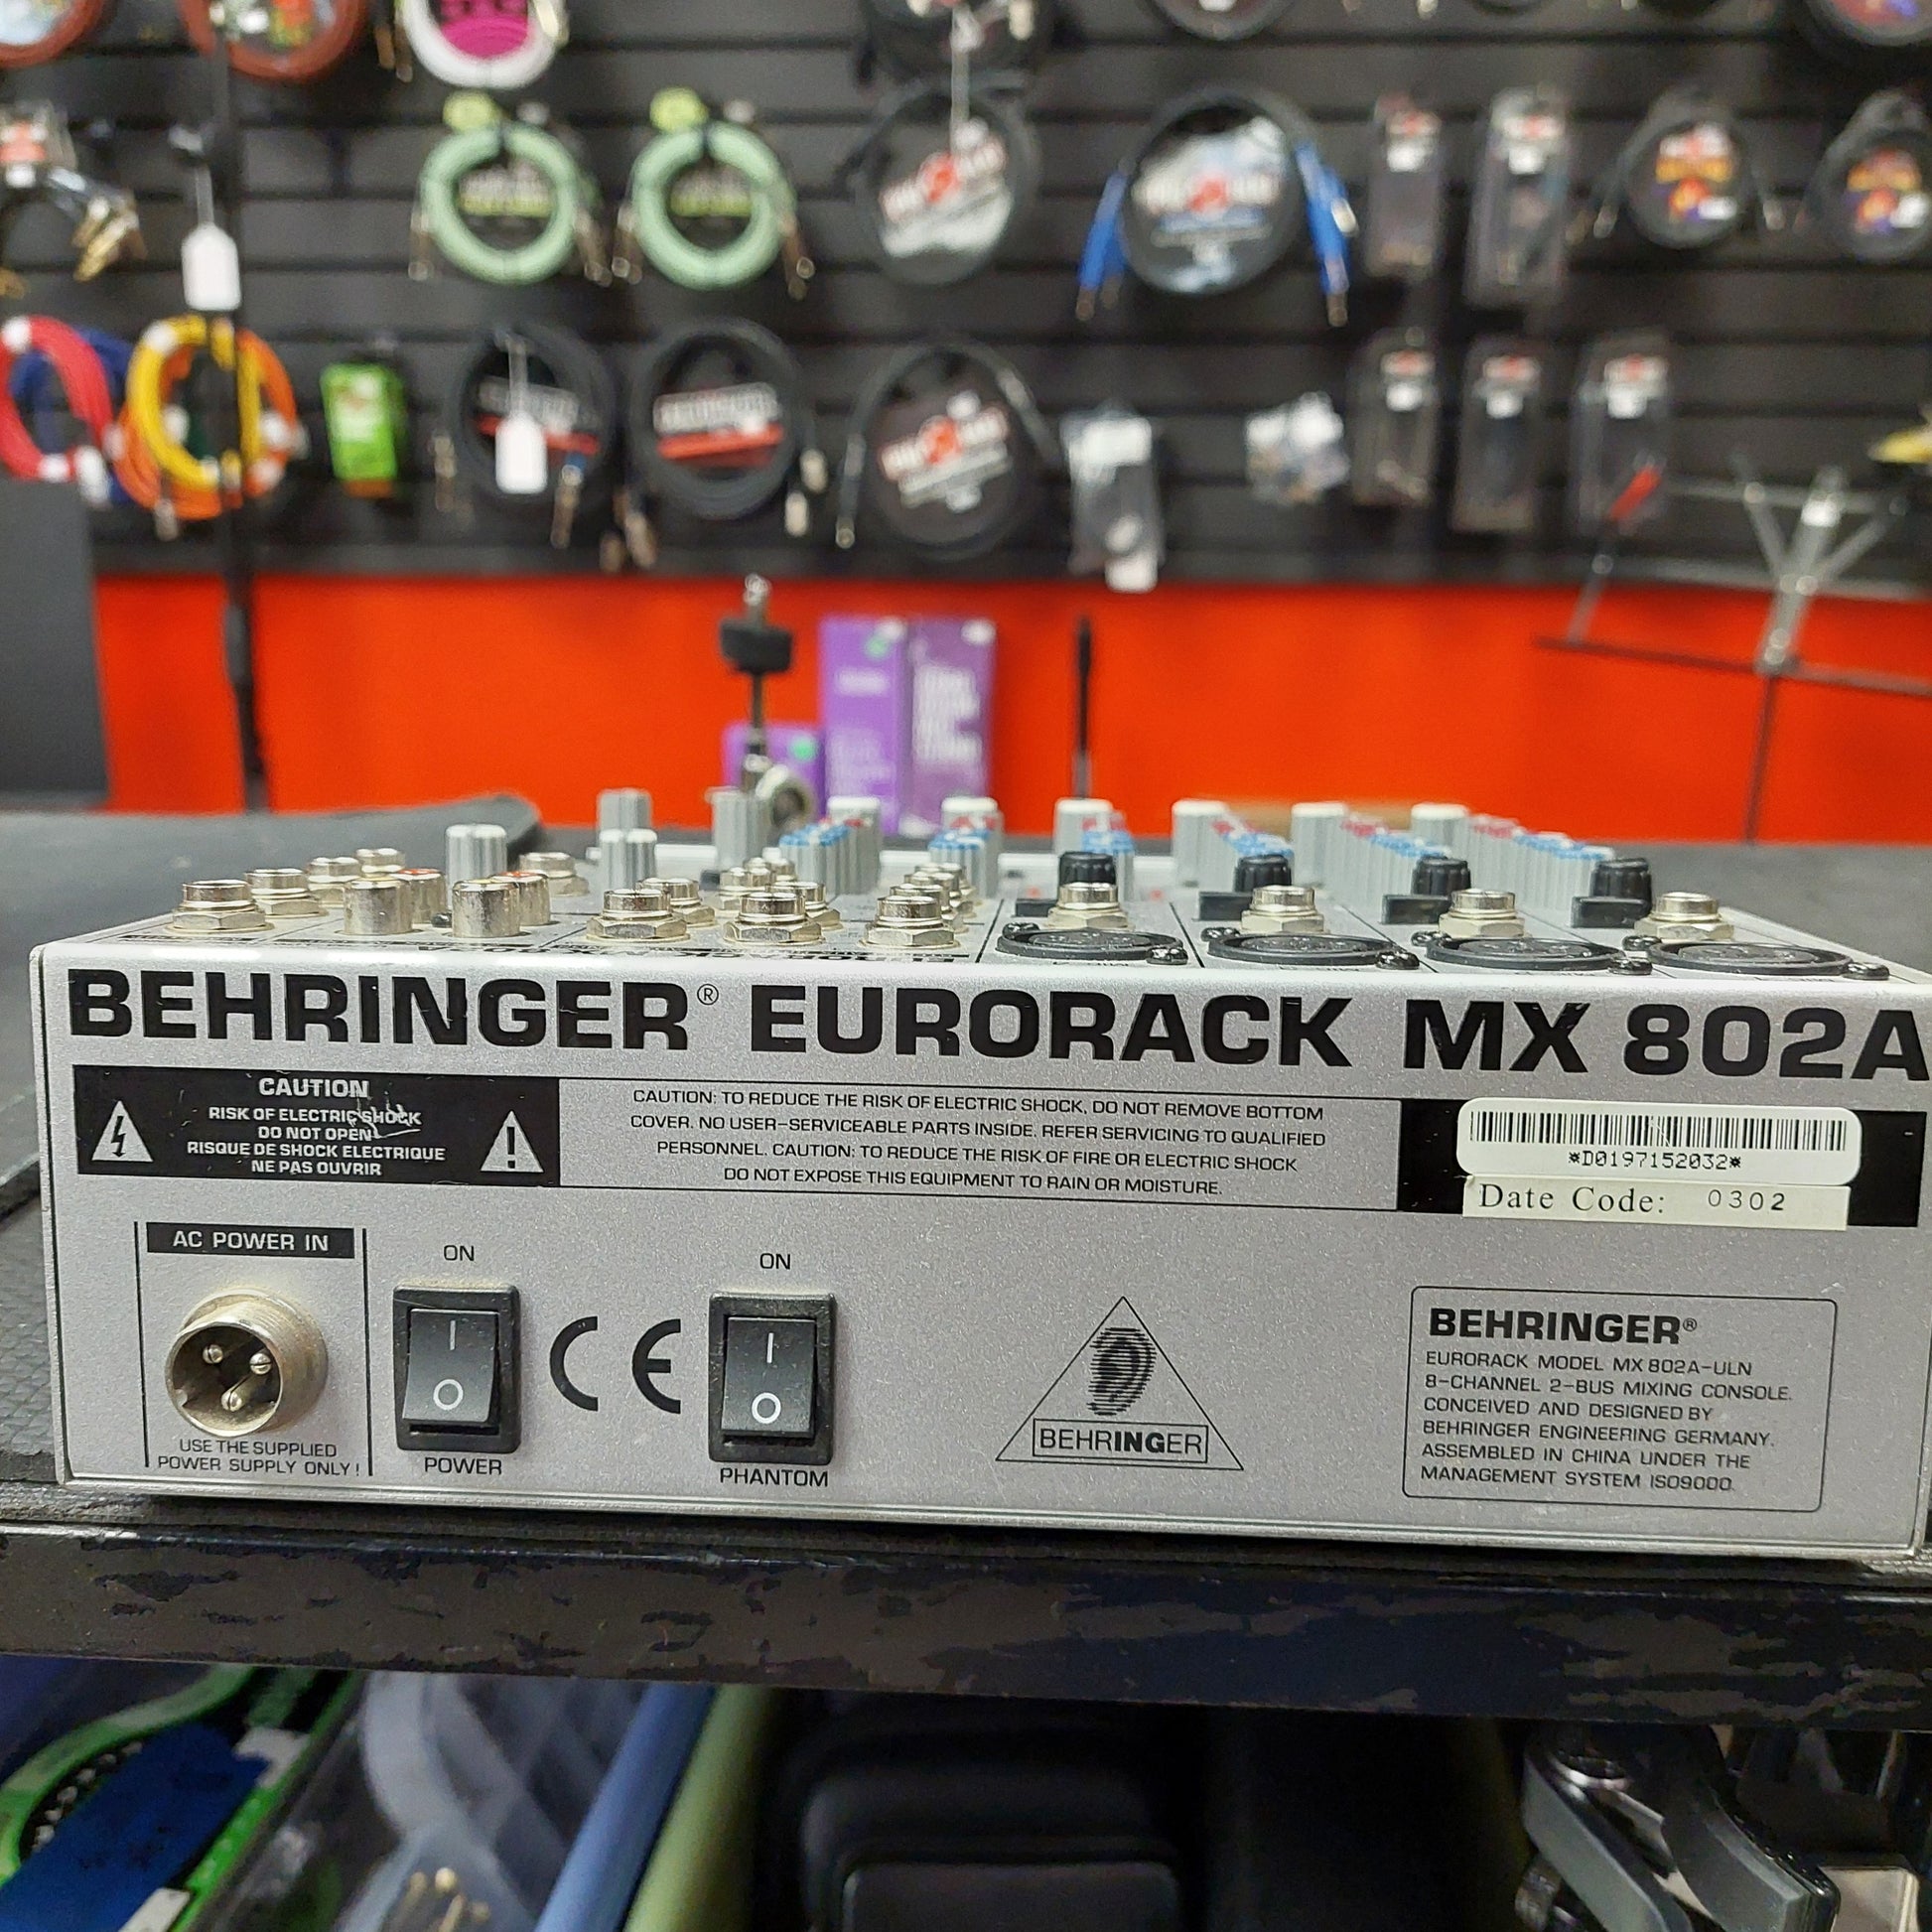 BEHRINGER® EURORACK MX 802A
CAUTION
RISK OF ELECTRIC SHOCK
DO NOT OPEN
RISQUE DE SHOCK ELECTRIQUE
NE PAS OUVRIR
CAUTION: TO REDUCE THE RISK OF ELECTRIC SHOCK, DO NOT REMOVE BOTTOM
COVER. NO USER-SERVICEABLE PARTS INSIDE. REFER SERVICING TO QUALIFIED
PERSONNEL. CAUTION: TO REDUCE THE RISK OF FIRE OR ELECTRIC SHOCK
DO NOT EXPOSE THIS EQUIPMENT TO RAIN OR MOISTURE.
*D0197152032*
Date Code: 0302
AC POWER IN
USE THE SUPPLIED
POWER SUPPLY ONLY!
ON
POWER
CE
ON
PHANTOM
BEHRINGER
BEHRINGER®
EURORACK MODEL MX802A-ULN
8-CHANNEL 2-BUS MIXING CONSOLE.
CONCEIVED AND DESIGNED BY
BEHRINGER ENGINEERING GERMANY.
ASSEMBLED IN CHINA UNDER THE
MANAGEMENT SYSTEM ISO9000.